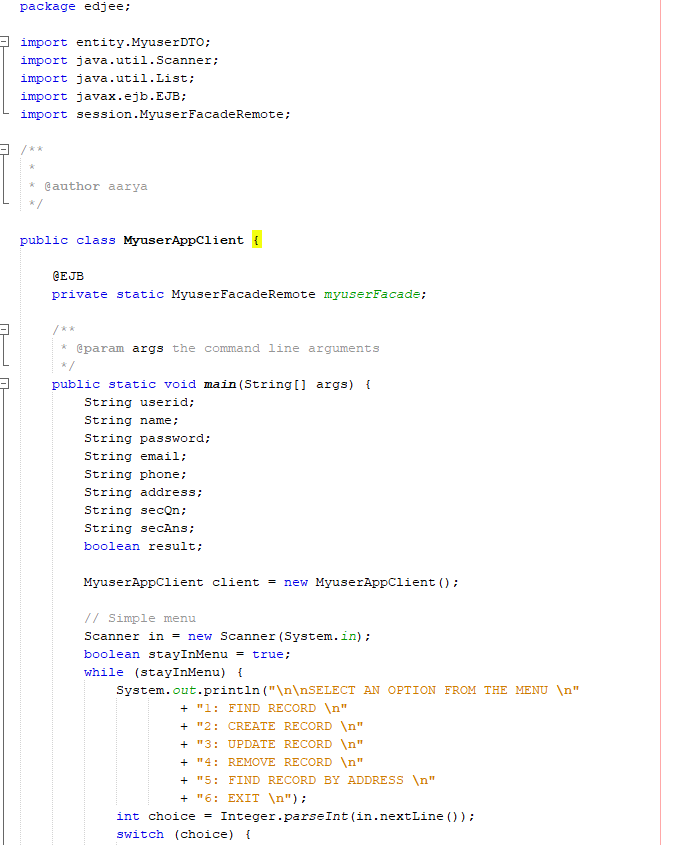 package edjee;
import entity.MyuserDTO;
import java.util.Scanner;
import java.util.List;
import javax.ejb.EJB;
import session.MyuserFacadeRemote;
/**
 *
 * @author aarya
 */
public class MyuserAppClient {
    @EJB
    private static MyuserFacadeRemote myuserFacade;
    /**
     * @param args the command line arguments
     */
    public static void main(String[] args) {
        String userid;
        String name;
        String password;
        String email;
        String phone;
        String address;
        String secQn;
        String secAns;
        boolean result;
        MyuserAppClient client = new MyuserAppClient();
        // Simple menu
        Scanner in = new Scanner(System.in);
        boolean stayInMenu = true;
        while (stayInMenu) {
            System.out.println("\n\nSELECT AN OPTION FROM THE MENU \n"
                    + "1: FIND RECORD \n"
                    + "2: CREATE RECORD \n"
                    + "3: UPDATE RECORD \n"
                    + "4: REMOVE RECORD \n"
                    + "5: FIND RECORD BY ADDRESS \n"
                    + "6: EXIT \n");
            int choice = Integer.parseInt(in.nextLine());
            switch (choice) {